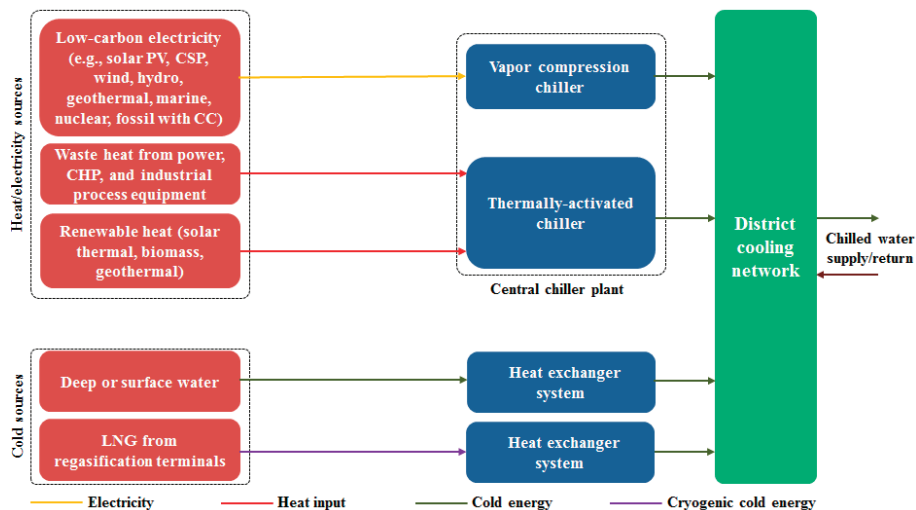 Heat/electricity sources
Low-carbon electricity
(e.g., solar PV, CSP,
wind, hydro,
geothermal, marine,
nuclear, fossil with CC)
Waste heat from power,
CHP, and industrial
process equipment
Renewable heat (solar
thermal, biomass,
geothermal)
Vapor compression
chiller
Thermally-activated
chiller
Central chiller plant
District
cooling
network
Chilled water
supply/return
Cold sources
Deep or surface water
LNG from
regasification terminals
Heat exchanger
system
Heat exchanger
system
Electricity
Heat input
Cold energy
Cryogenic cold energy